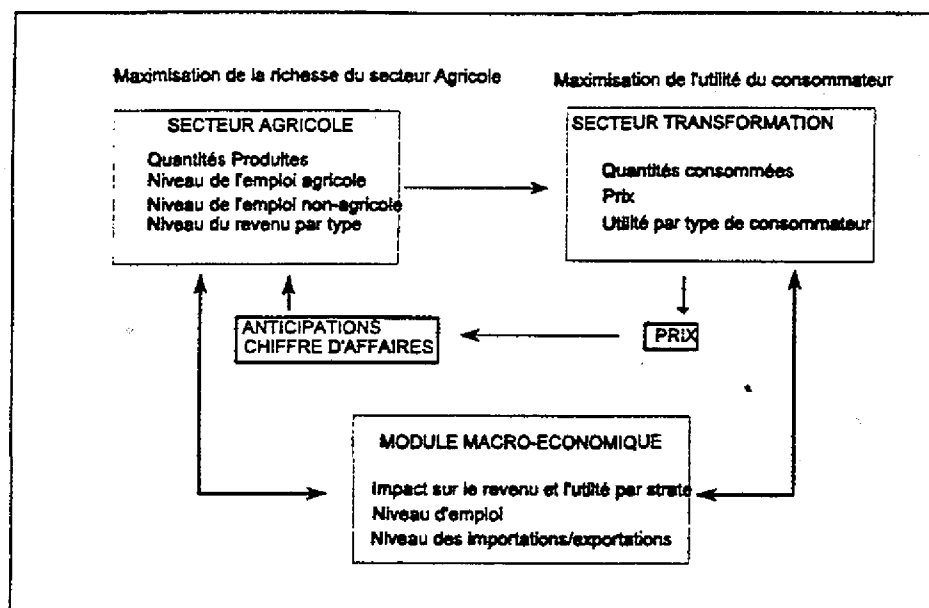 Maximisation de la richesse du secteur Agricole
Maximisation de l'utilité du consommateur
SECTEUR AGRICOLE
Quantités Produites
Niveau de l'emploi agricole
Niveau de l'emploi non-agricole
Niveau du revenu par type
SECTEUR TRANSFORMATION
Quantités consommées
Prix
Utilité par type de consommateur
ANTICIPATIONS
CHIFFRE D'AFFAIRES
PRIX
MODULE MACRO-ECONOMIQUE
Impact sur le revenu et l'utilité par strate
Niveau d'emploi
Niveau des importations/exportations